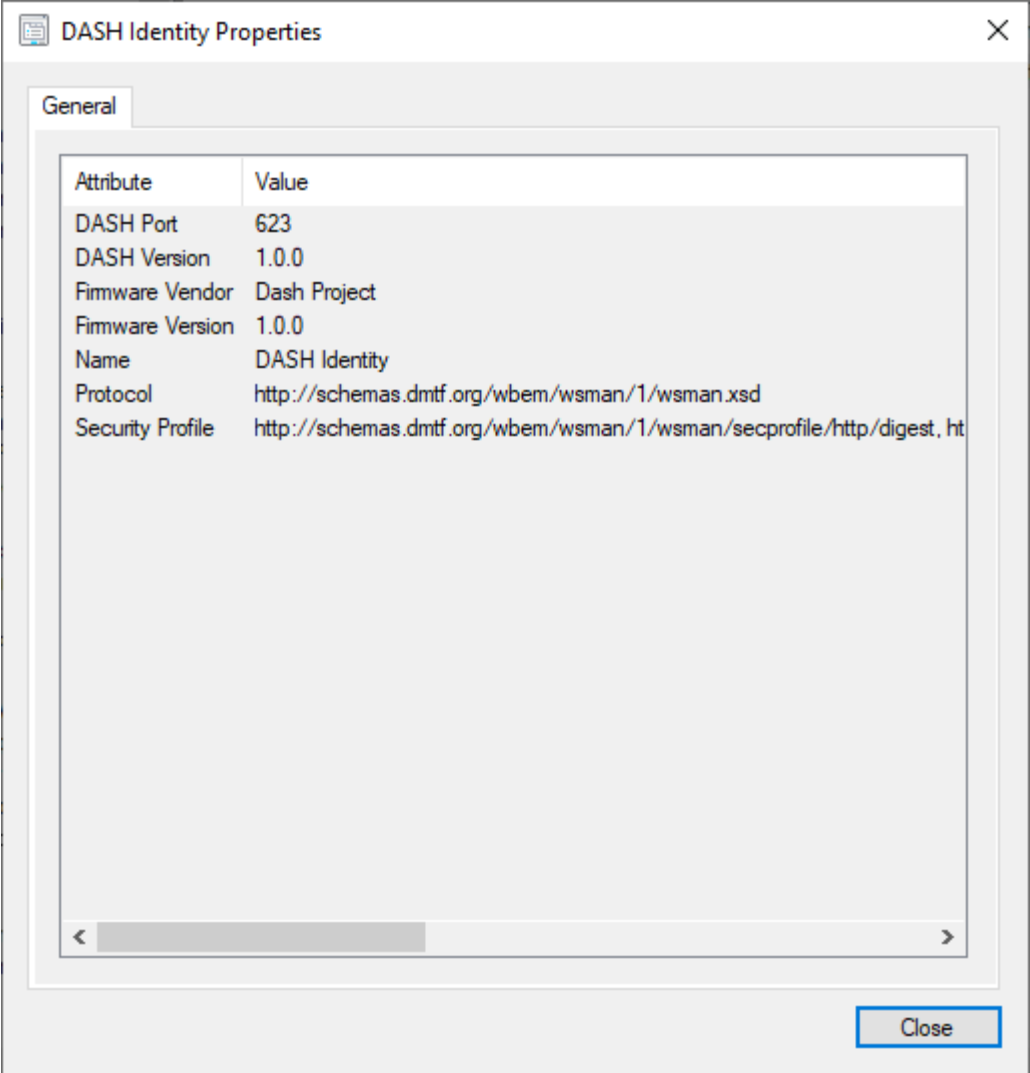 DASH Identity Properties
General
Attribute Value
DASH Port 623
DASH Version 1.0.0
Firmware Vendor Dash Project
Firmware Version 1.0.0
Name DASH Identity
Protocol http://schemas.dmtf.org/wbem/wsman/1/wsman.xsd
Security Profile http://schemas.dmtf.org/wbem/wsman/1/wsman/secprofile/http/digest, ht
Close